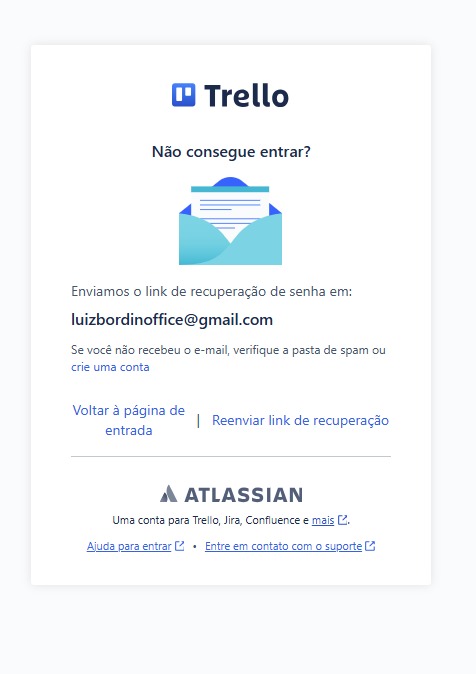 Trello
Não consegue entrar?
Enviamos o link de recuperação de senha em:
luizbordinoffice@gmail.com
Se você não recebeu o e-mail, verifique a pasta de spam ou
crie uma conta
Voltar à página de
entrada
|
Reenviar link de recuperação
ATLASSIAN
Uma conta para Trello, Jira, Confluence e mais.
Ajuda para entrar • Entre em contato com o suporte